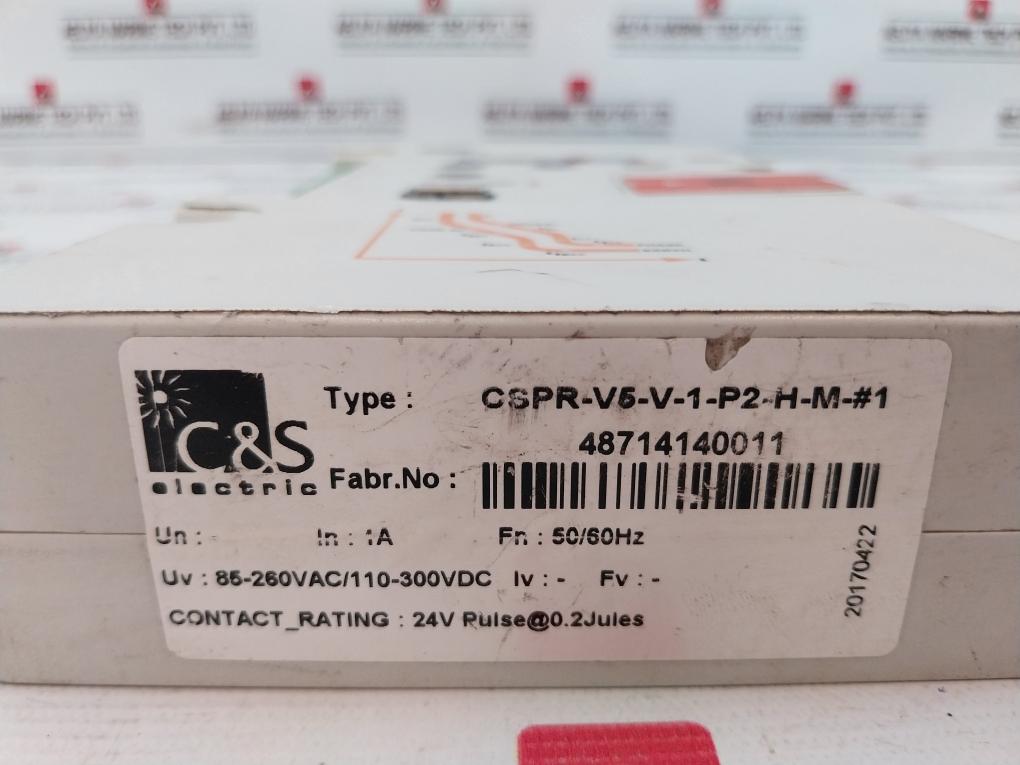 C&S
electric
Type : CSPR-V5-V-1-P2-H-M-#1
48714140011
Fabr.No :
Un : - In : 1A Fn : 50/60Hz
Uv : 85-260VAC/110-300VDC Iv : - Fv : -
CONTACT_RATING : 24V Pulse@0.2Jules
20170422